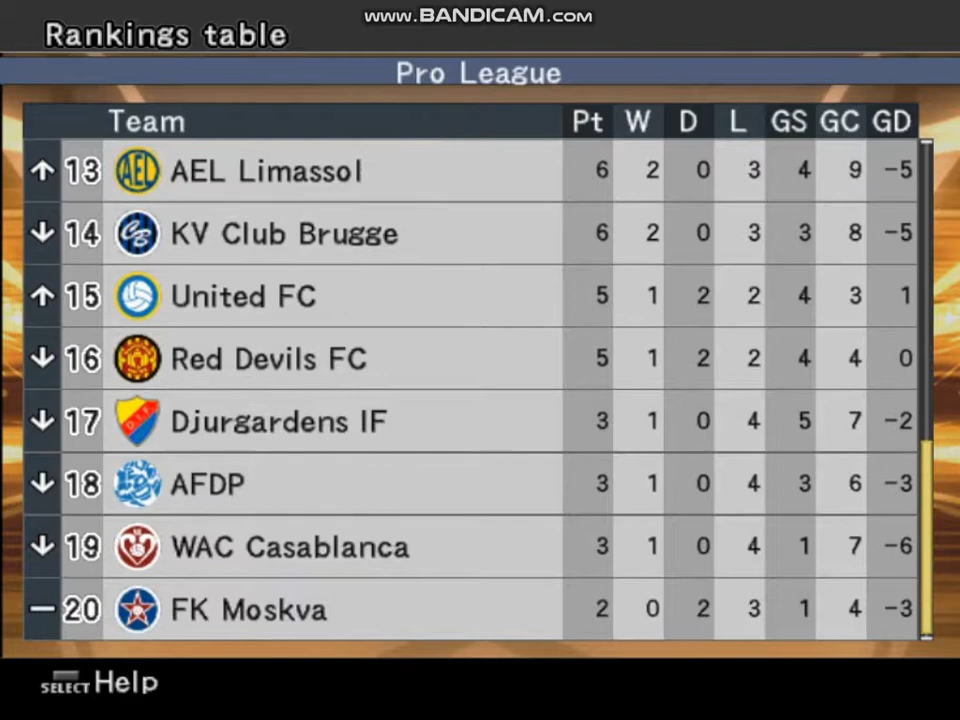 www.BANDICAM.com
Rankings table
Pro League
Team Pt W D L GS GC GD
↑ 13 AEL AEL Limassol 6 2 0 3 4 9 -5
↓ 14 CB KV Club Brugge 6 2 0 3 3 8 -5
↑ 15 United FC 5 1 2 2 4 3 1
↓ 16 Red Devils FC 5 1 2 2 4 4 0
↓ 17 D.I.F Djurgardens IF 3 1 0 4 5 7 -2
↓ 18 AFDP 3 1 0 4 3 6 -3
↓ 19 WAC Casablanca 3 1 0 4 1 7 -6
— 20 FK Moskva 2 0 2 3 1 4 -3
SELECT Help